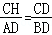 CH/AD = CD/BD